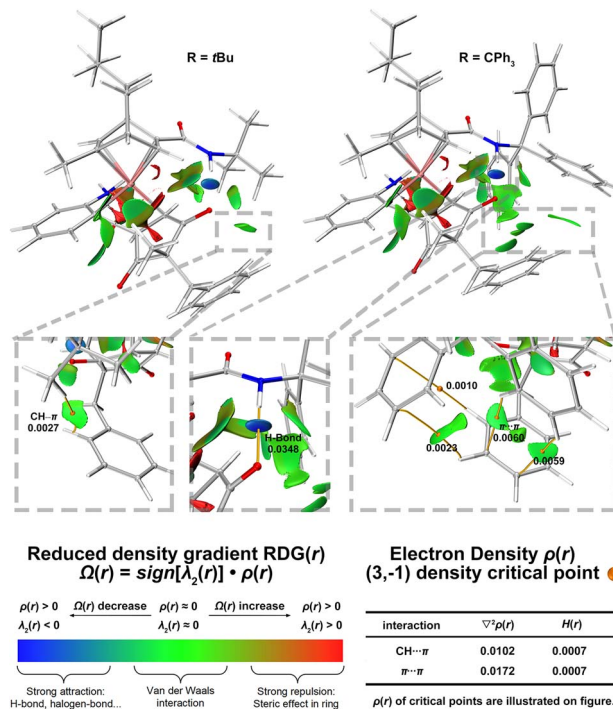 R = tBu
R = CPh₃
CH···π
0.0027
H-Bond
0.0348
0.0010
0.0023
π···π
0.0060
0.0059
Reduced density gradient RDG(r)
Ω(r) = sign[λ₂(r)] • ρ(r)
ρ(r) > 0 Ω(r) decrease ρ(r) ≈ 0 Ω(r) increase ρ(r) > 0
λ₂(r) < 0 λ₂(r) ≈ 0 λ₂(r) > 0
Strong attraction:
H-bond, halogen-bond...
Van der Waals
interaction
Strong repulsion:
Steric effect in ring
Electron Density ρ(r)
(3,-1) density critical point
interaction ▽²ρ(r) H(r)
CH···π 0.0102 0.0007
π···π 0.0172 0.0007
ρ(r) of critical points are illustrated on figure